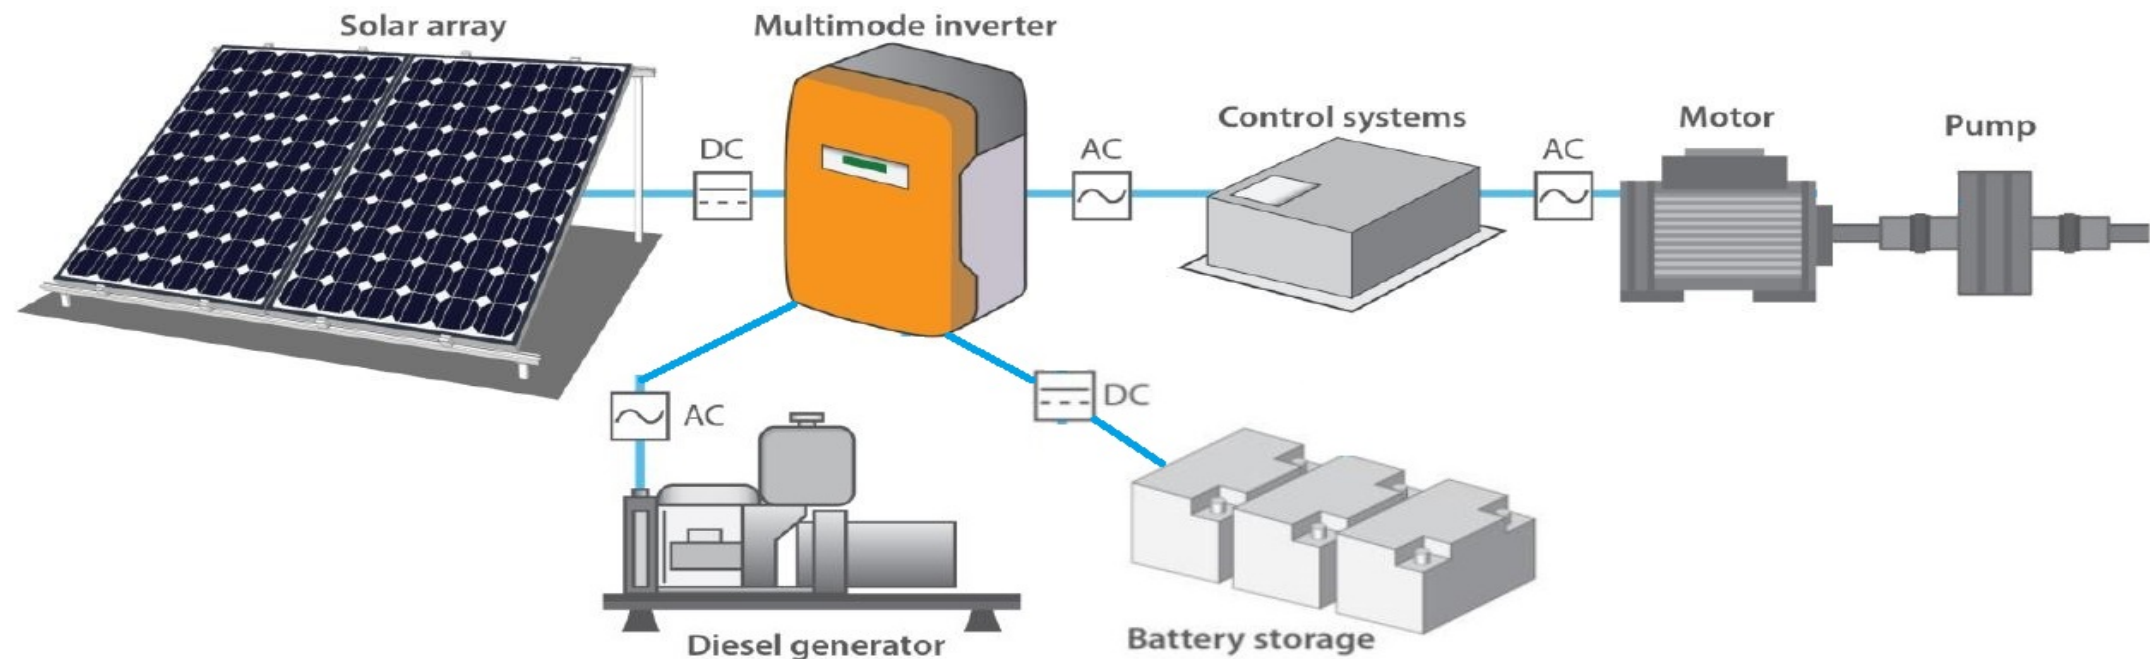 Solar array
Multimode inverter
Control systems
Motor
Pump
DC
AC
AC
AC
DC
Diesel generator
Battery storage